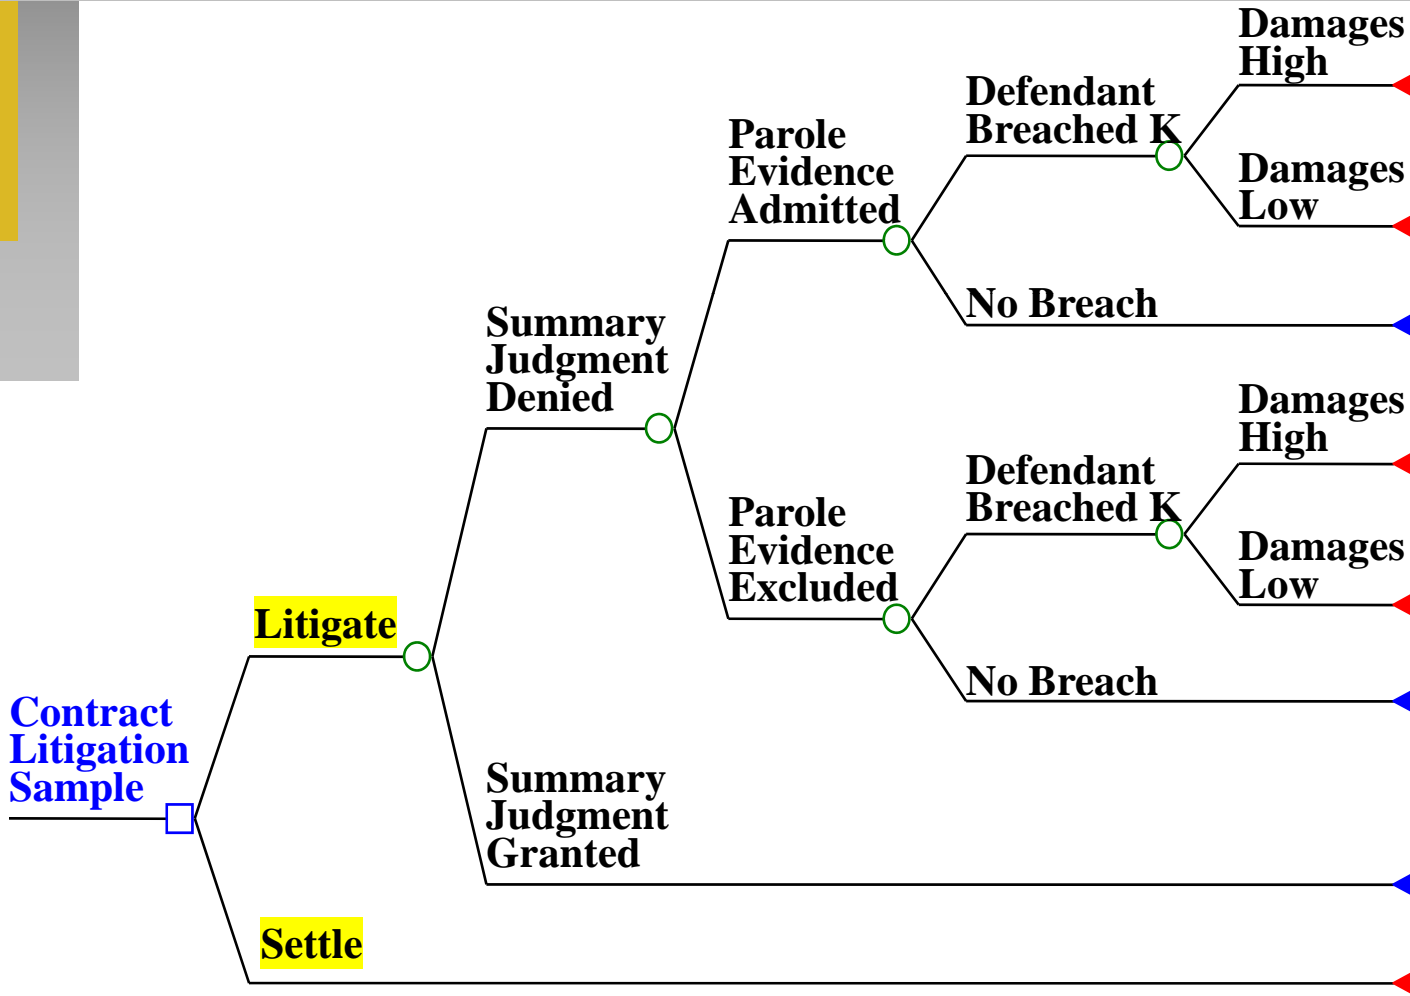 Damages
High
Defendant
Breached K
Damages
Low
Parole
Evidence
Admitted
No Breach
Summary
Judgment
Denied
Damages
High
Defendant
Breached K
Damages
Low
Parole
Evidence
Excluded
No Breach
Litigate
Contract
Litigation
Sample
Summary
Judgment
Granted
Settle